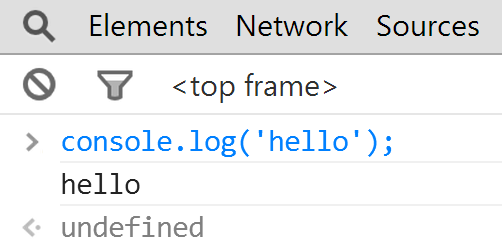 Elements Network Sources
<top frame>
console.log('hello');
hello
undefined